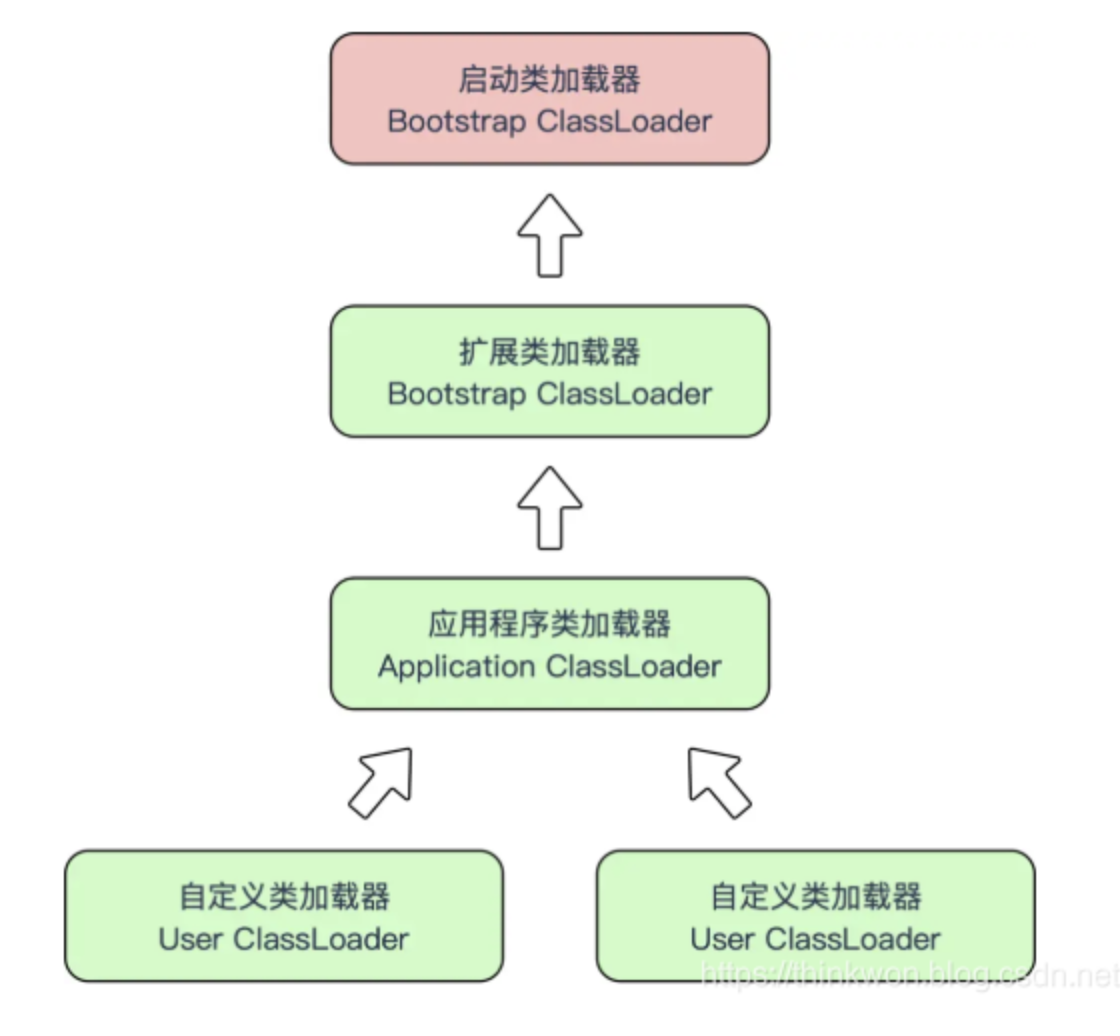 启动类加载器
Bootstrap ClassLoader
扩展类加载器
Bootstrap ClassLoader
应用程序类加载器
Application ClassLoader
自定义类加载器
User ClassLoader
自定义类加载器
User ClassLoader
https://thinkwon.blog.csdn.net